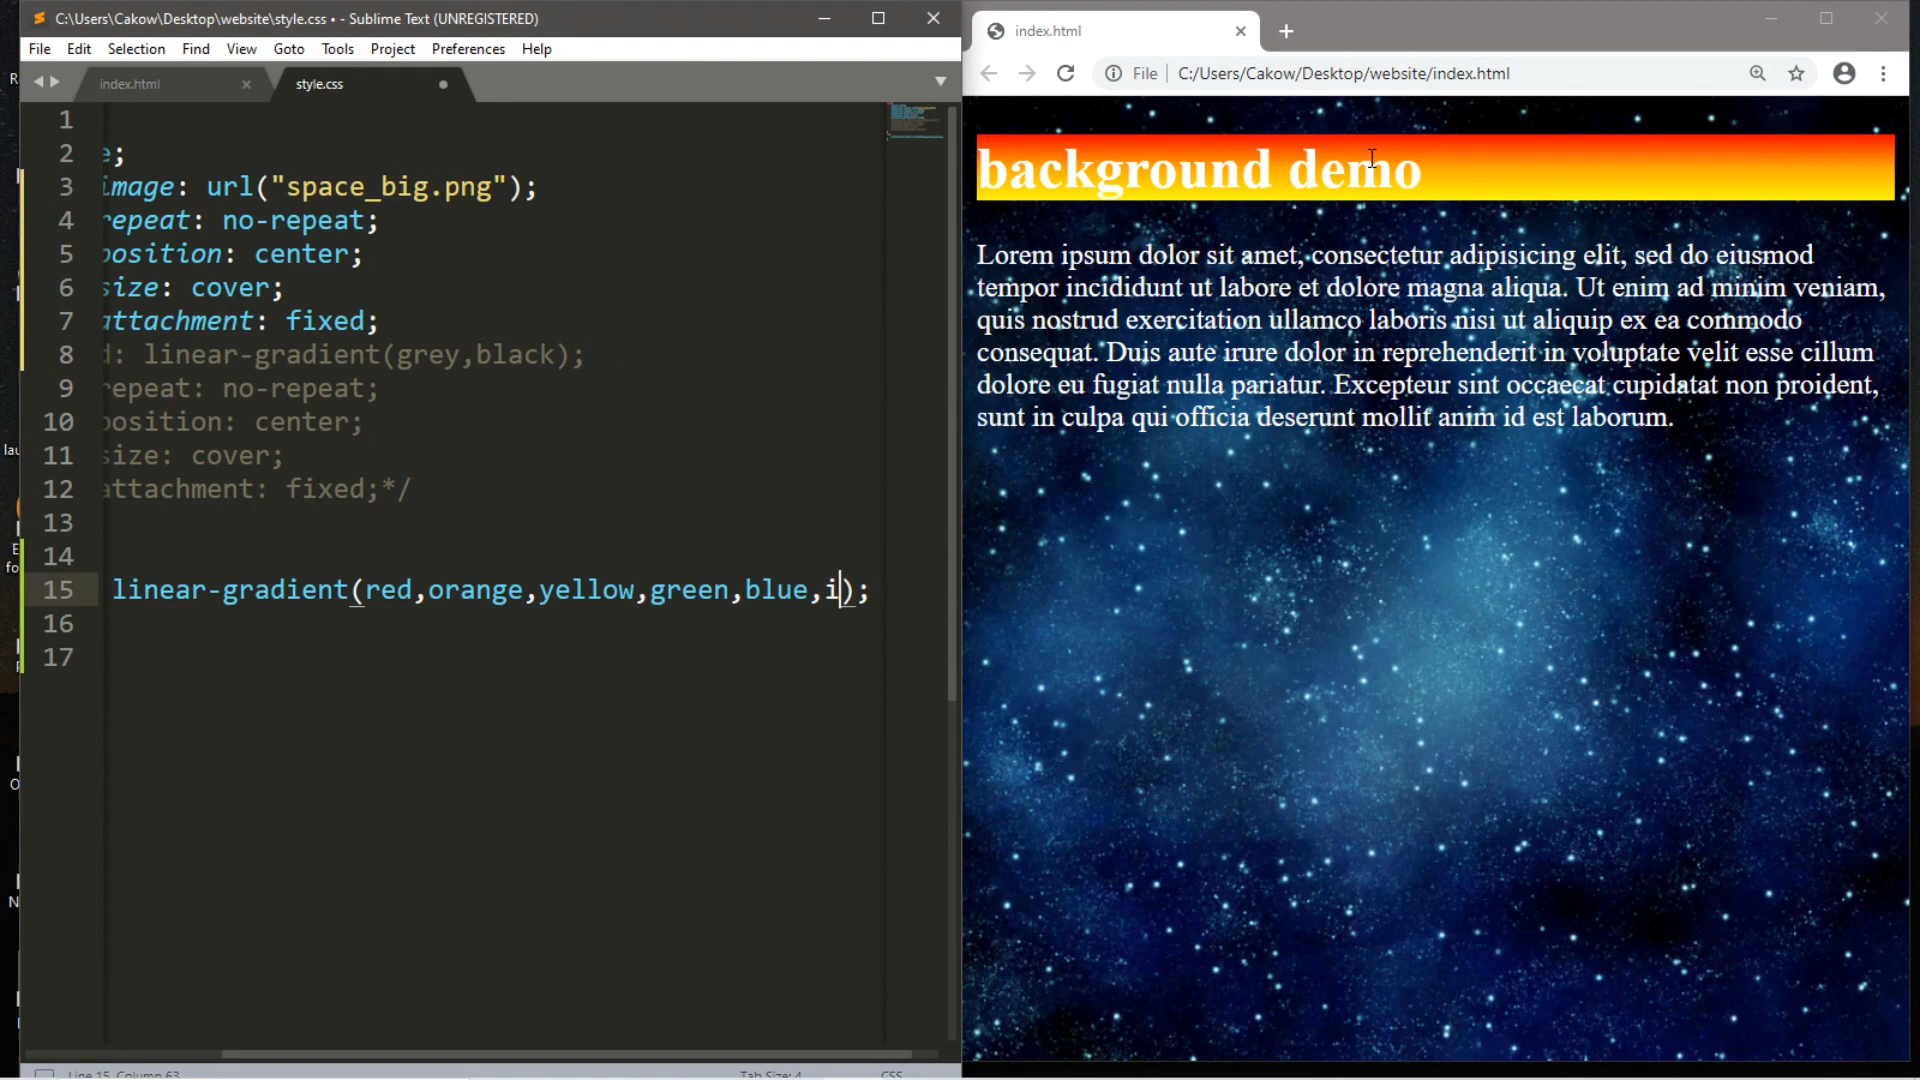 C:\Users\Cakow\Desktop\website\style.css • - Sublime Text (UNREGISTERED)
File Edit Selection Find View Goto Tools Project Preferences Help
index.html
style.css
1
2 e;
3 image: url("space_big.png");
4 repeat: no-repeat;
5 position: center;
6 size: cover;
7 attachment: fixed;
8 d: linear-gradient(grey,black);
9 repeat: no-repeat;
10 position: center;
11 size: cover;
12 attachment: fixed;*/
13
14
15 linear-gradient(red,orange,yellow,green,blue,i);
16
17
Line 15, Column 63 Tab Size: 4 CSS
index.html
File C:/Users/Cakow/Desktop/website/index.html
background demo
Lorem ipsum dolor sit amet, consectetur adipisicing elit, sed do eiusmod
tempor incididunt ut labore et dolore magna aliqua. Ut enim ad minim veniam,
quis nostrud exercitation ullamco laboris nisi ut aliquip ex ea commodo
consequat. Duis aute irure dolor in reprehenderit in voluptate velit esse cillum
dolore eu fugiat nulla pariatur. Excepteur sint occaecat cupidatat non proident,
sunt in culpa qui officia deserunt mollit anim id est laborum.